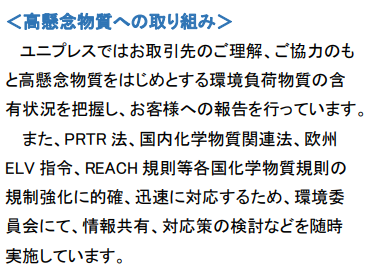 ＜高懸念物質への取り組み＞
　ユニプレスではお取引先のご理解、ご協力のも
と高懸念物質をはじめとする環境負荷物質の含
有状況を把握し、お客様への報告を行っています。
　また、PRTR 法、国内化学物質関連法、欧州
ELV 指令、REACH 規則等各国化学物質規則の
規制強化に的確、迅速に対応するため、環境委
員会にて、情報共有、対応策の検討などを随時
実施しています。